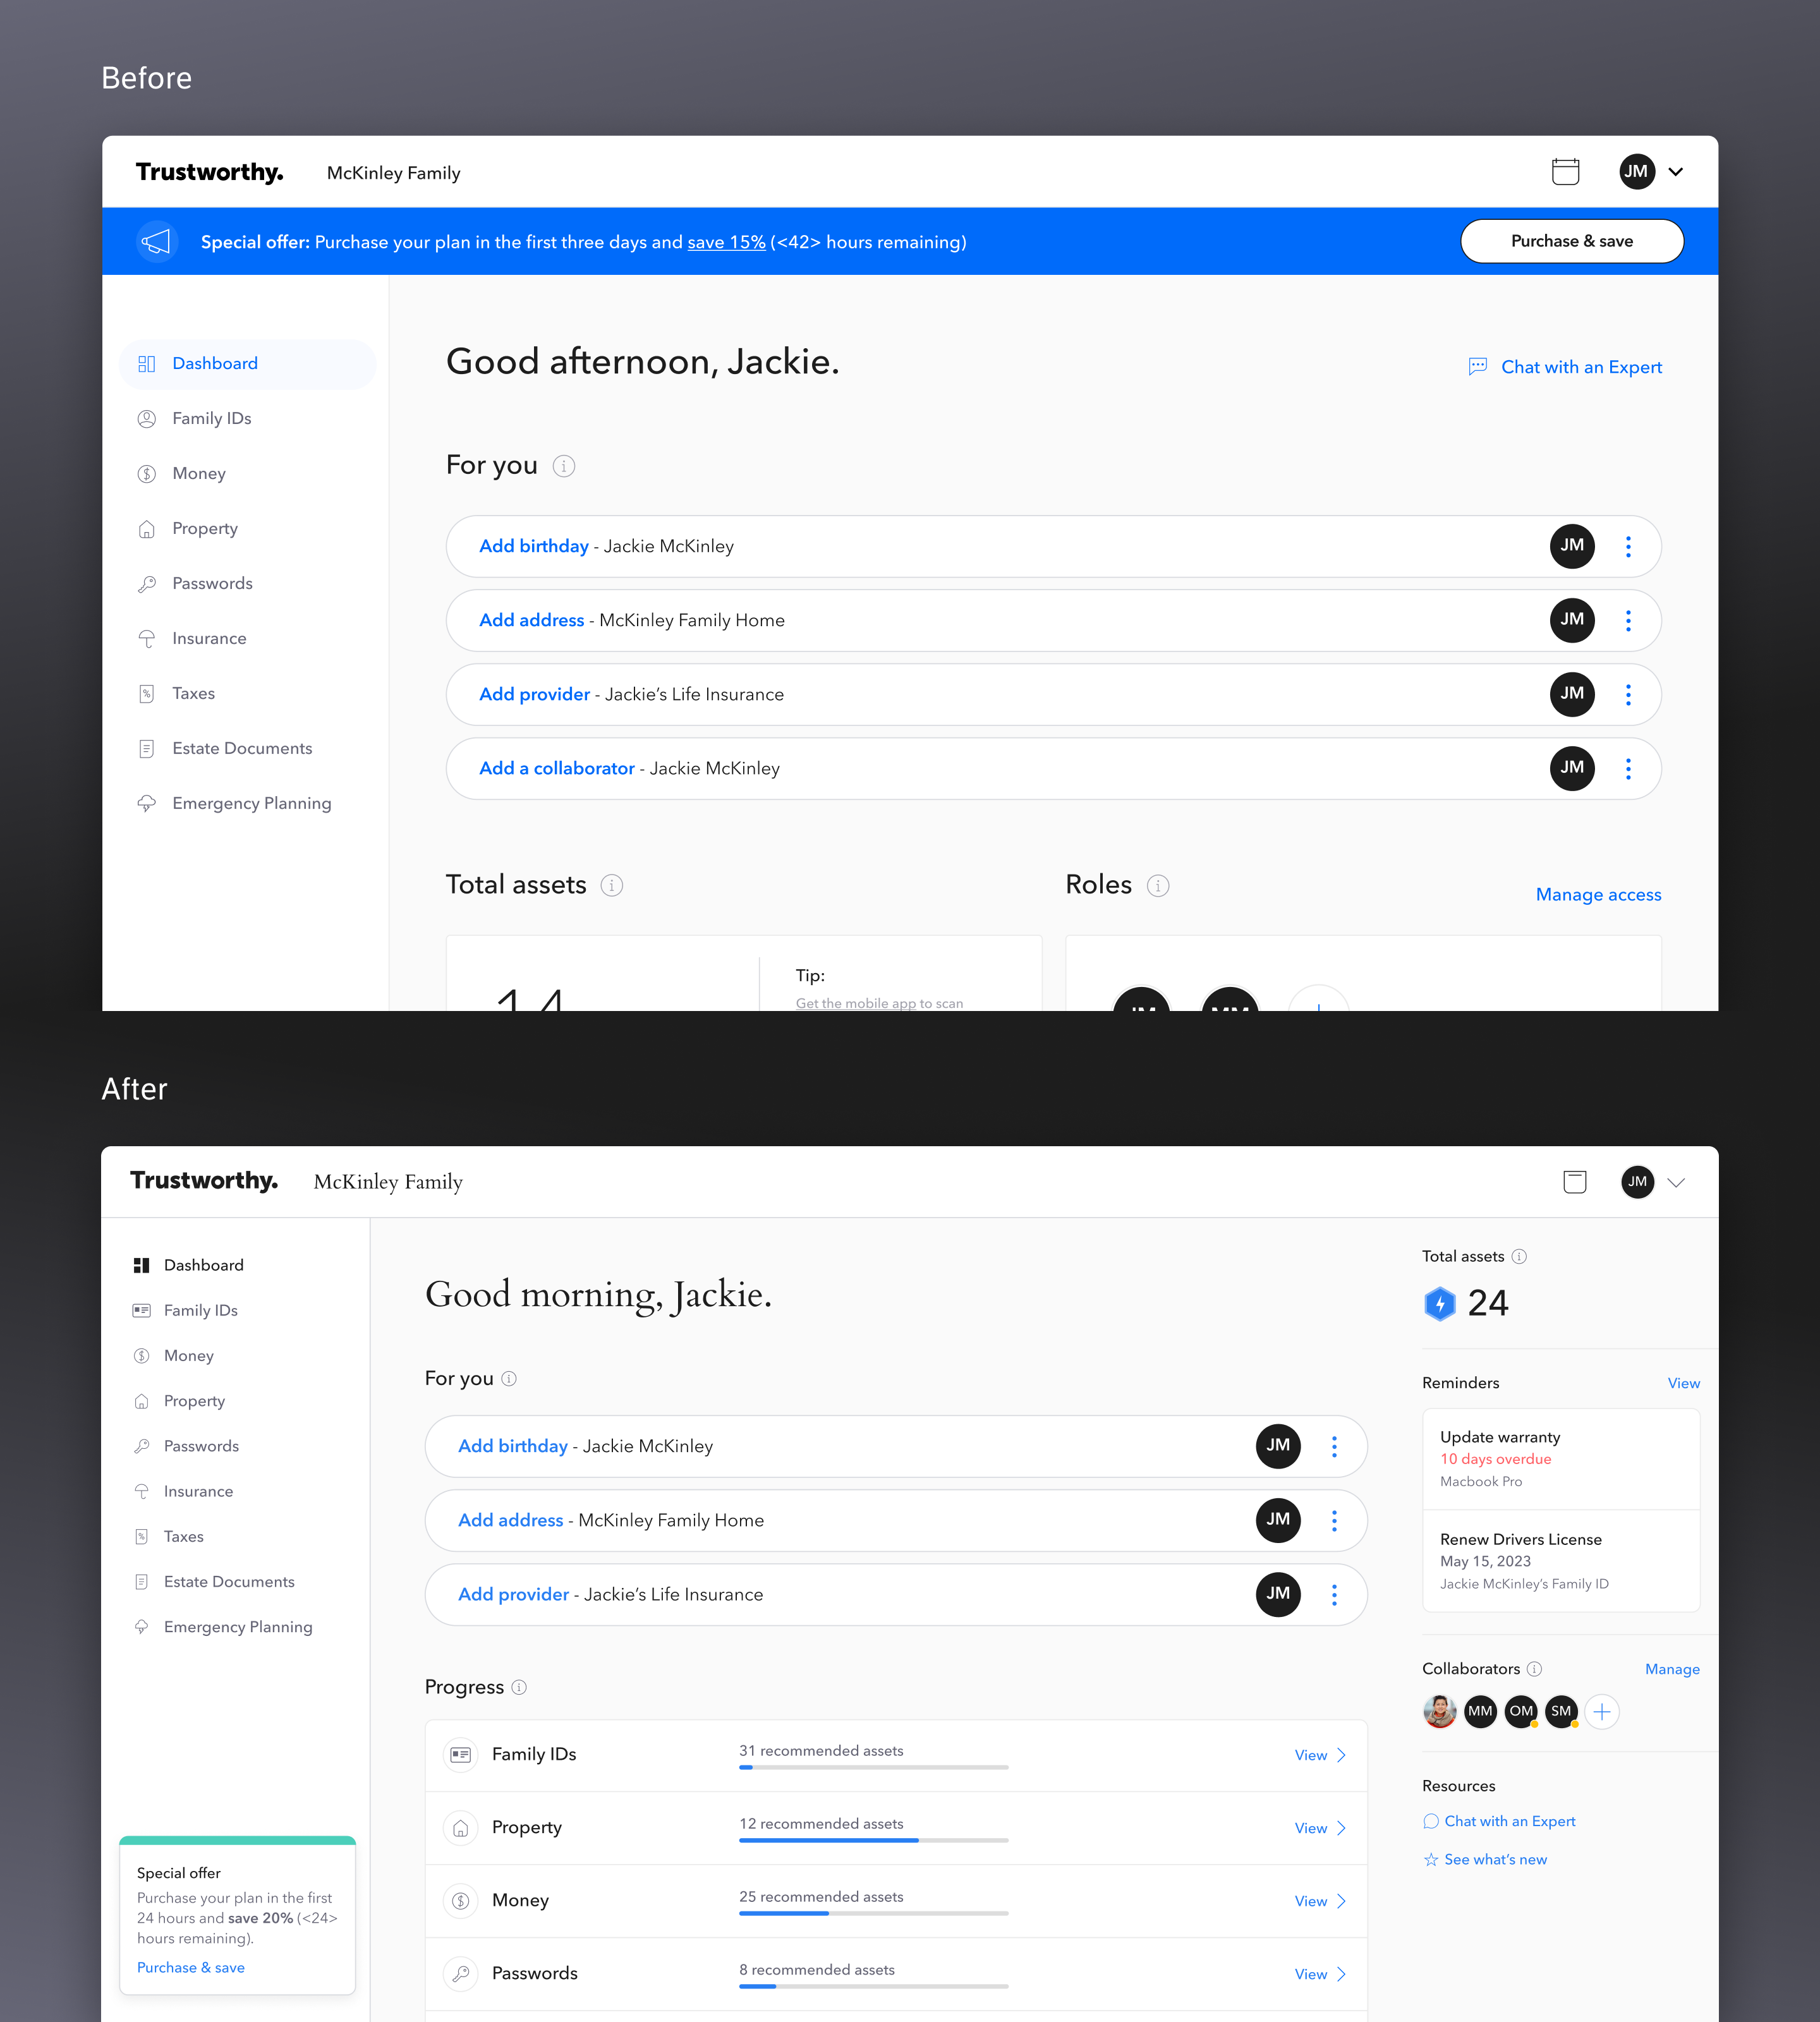 Before
Trustworthy.
McKinley Family
JM
Special offer: Purchase your plan in the first three days and save 15% (<42> hours remaining)
Purchase & save
Dashboard
Family IDs
Money
Property
Passwords
Insurance
Taxes
Estate Documents
Emergency Planning
Good afternoon, Jackie.
Chat with an Expert
For you
Add birthday - Jackie McKinley
JM
Add address - McKinley Family Home
JM
Add provider - Jackie’s Life Insurance
JM
Add a collaborator - Jackie McKinley
JM
Total assets
14
Tip:
Get the mobile app to scan
Roles
Manage access
JM
MM
After
Trustworthy.
McKinley Family
JM
Dashboard
Family IDs
Money
Property
Passwords
Insurance
Taxes
Estate Documents
Emergency Planning
Special offer
Purchase your plan in the first
24 hours and save 20% (<24>
hours remaining).
Purchase & save
Good morning, Jackie.
For you
Add birthday - Jackie McKinley
JM
Add address - McKinley Family Home
JM
Add provider - Jackie’s Life Insurance
JM
Progress
Family IDs
31 recommended assets
View
Property
12 recommended assets
View
Money
25 recommended assets
View
Passwords
8 recommended assets
View
Total assets
24
Reminders
View
Update warranty
10 days overdue
Macbook Pro
Renew Drivers License
May 15, 2023
Jackie McKinley’s Family ID
Collaborators
Manage
MM
OM
SM
Resources
Chat with an Expert
See what’s new